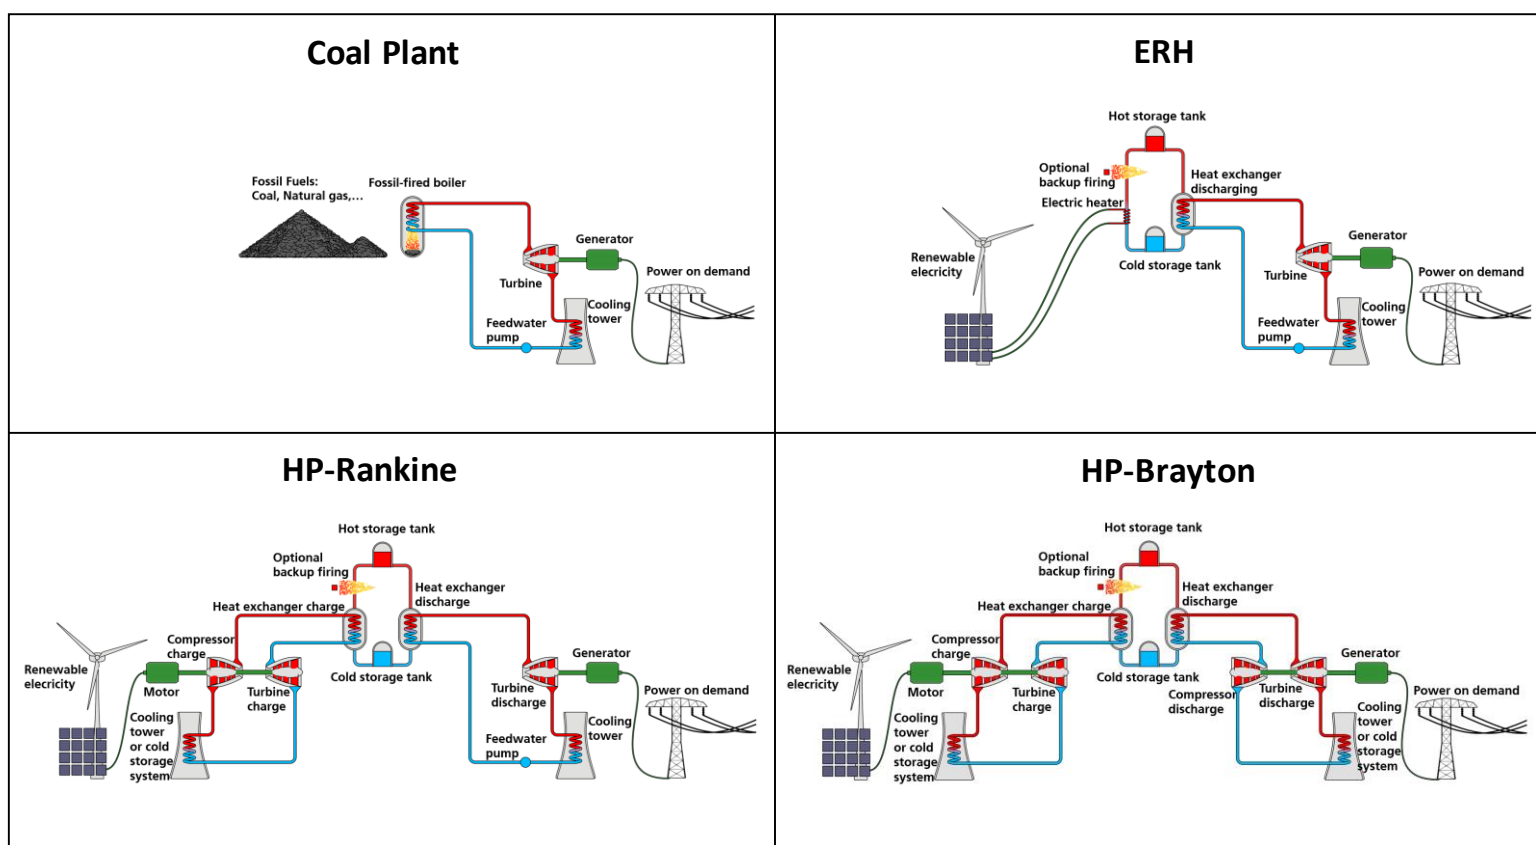 Coal Plant
Fossil Fuels:
Coal, Natural gas,...
Fossil-fired boiler
Generator
Turbine
Power on demand
Cooling
tower
Feedwater
pump
ERH
Hot storage tank
Optional
backup firing
Heat exchanger
discharging
Electric heater
Renewable
elecricity
Cold storage tank
Generator
Turbine
Power on demand
Cooling
tower
Feedwater
pump
HP-Rankine
Hot storage tank
Optional
backup firing
Heat exchanger
discharge
Heat exchanger charge
Compressor
charge
Renewable
elecricity
Motor
Turbine
charge
Cold storage tank
Generator
Turbine
discharge
Power on demand
Cooling
tower
or cold
storage
system
Cooling
tower
Feedwater
pump
HP-Brayton
Hot storage tank
Optional
backup firing
Heat exchanger
discharge
Heat exchanger charge
Compressor
charge
Renewable
elecricity
Motor
Turbine
charge
Cold storage tank
Generator
Compressor
discharge
Turbine
discharge
Power on demand
Cooling
tower
or cold
storage
system
Cooling
tower
or cold
storage
system